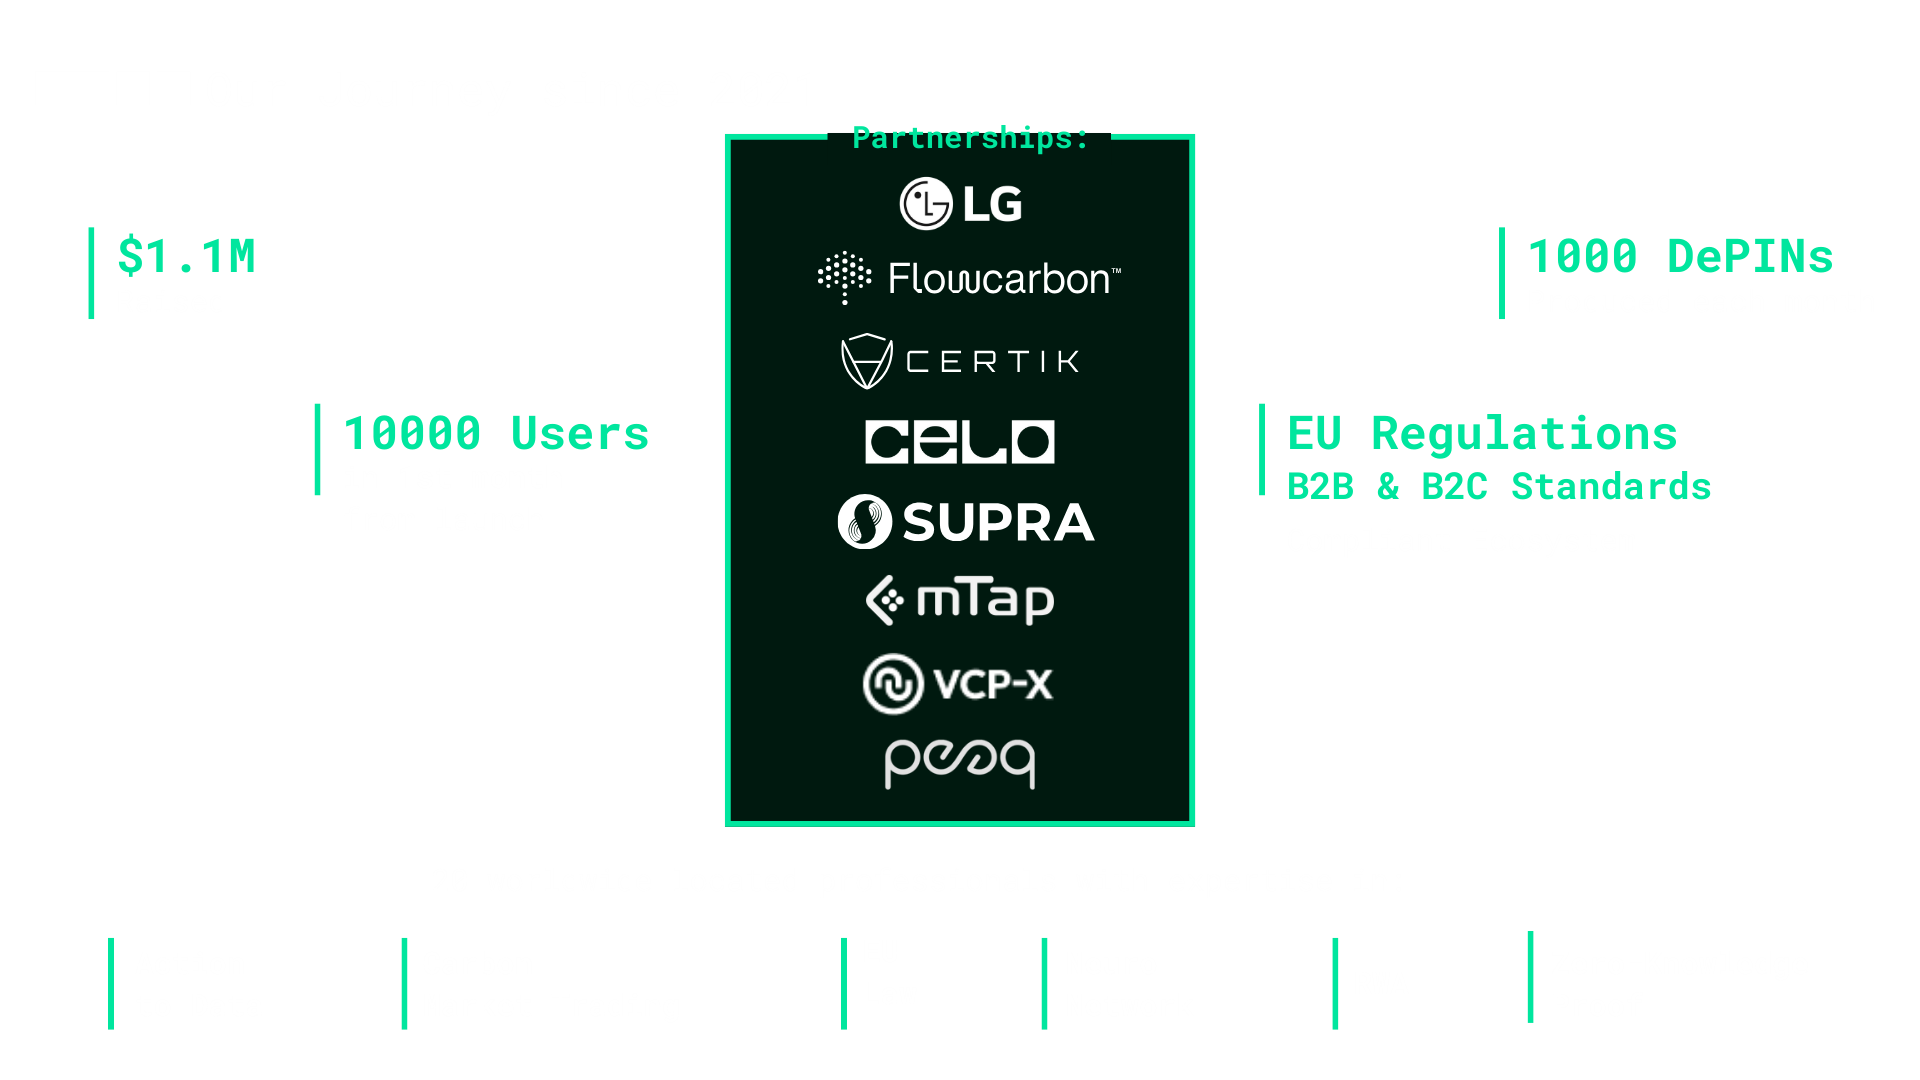 Partnerships:
LG
Flowcarbon™
CERTIK
CELO
SUPRA
mTap
VCP-X
peaq
$1.1M
10000 Users
1000 DePINs
EU Regulations
B2B & B2C Standards